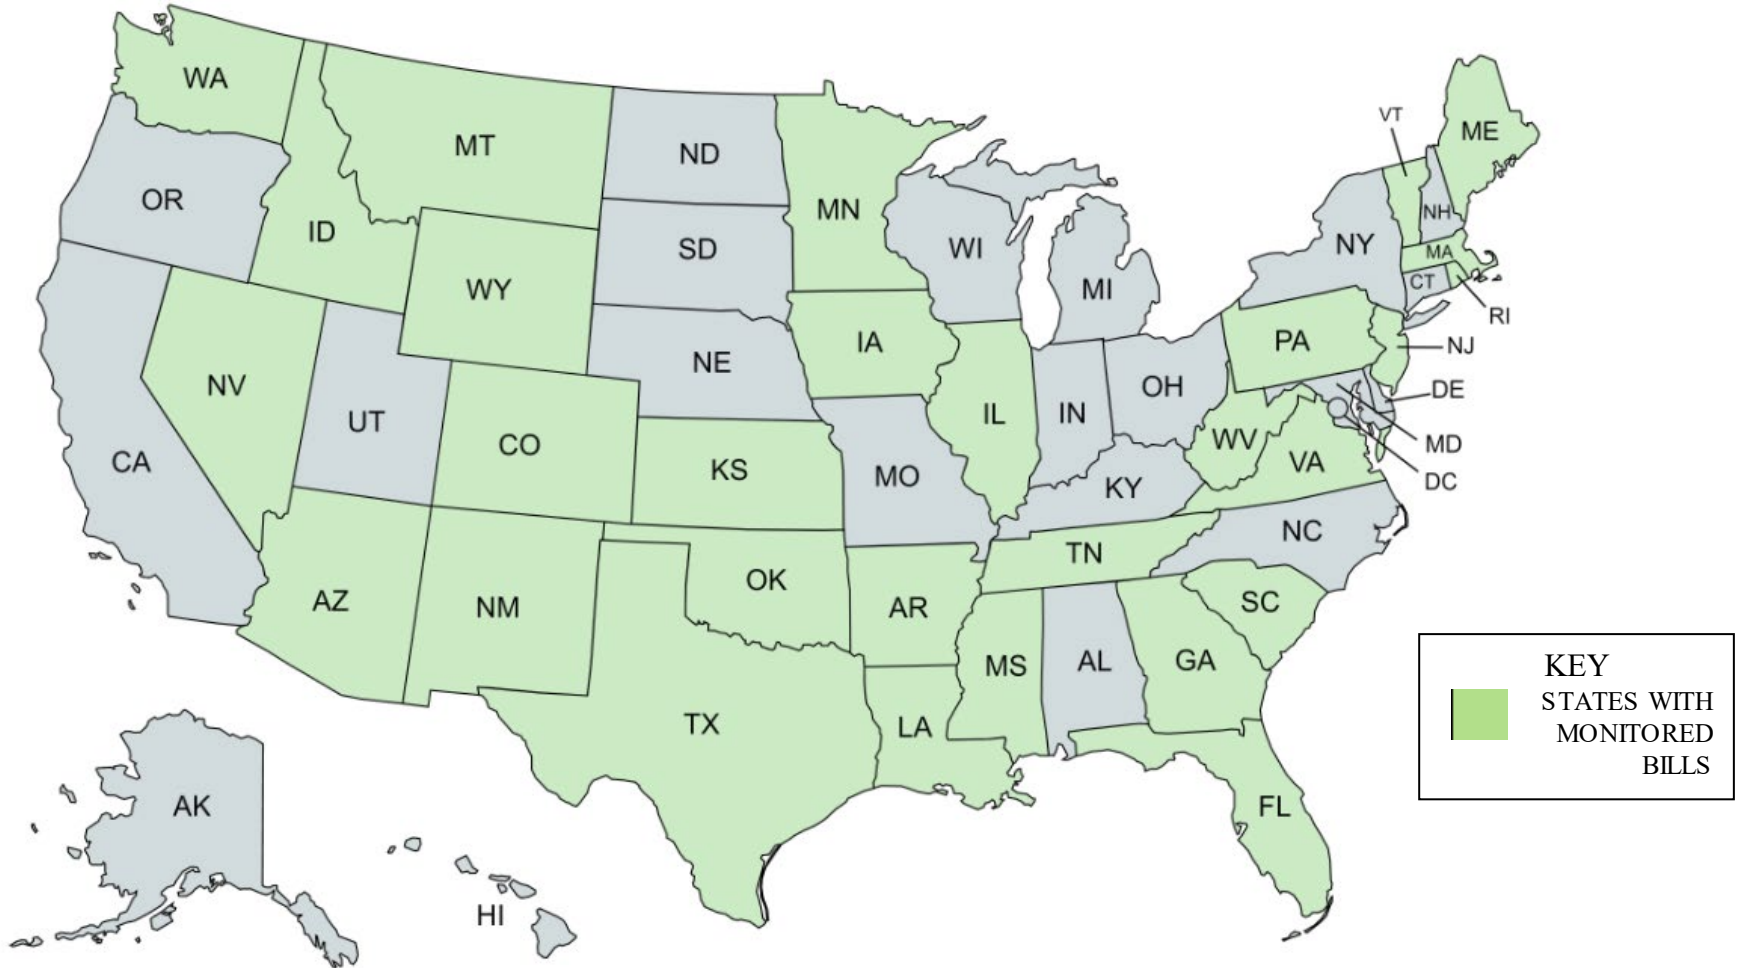 WA
MT
ND
MN
OR
ID
SD
WI
MI
WY
NE
IA
NV
UT
CO
CA
KS
MO
IL
IN
OH
KY
WV
VA
PA
NY
VT
NH
ME
MA
CT
RI
NJ
DE
MD
DC
NC
TN
SC
AZ
NM
OK
AR
MS
AL
GA
TX
LA
FL
AK
HI
KEY
STATES WITH
MONITORED
BILLS